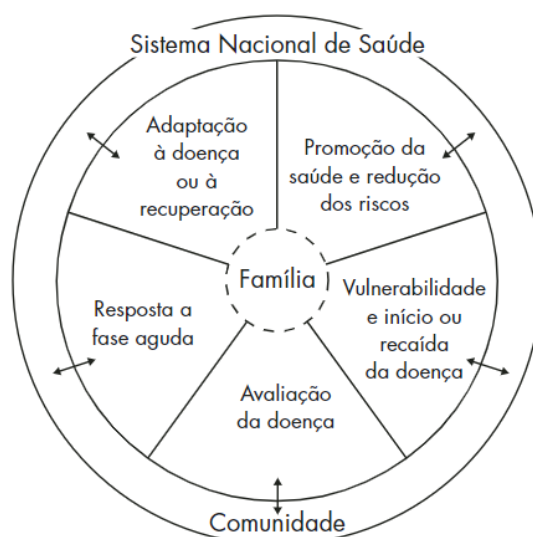 Sistema Nacional de Saúde
Adaptação
à doença
ou à
recuperação
Promoção da
saúde e redução
dos riscos
Família
Resposta a
fase aguda
Vulnerabilidade
e início ou
recaída
da doença
Avaliação
da doença
Comunidade